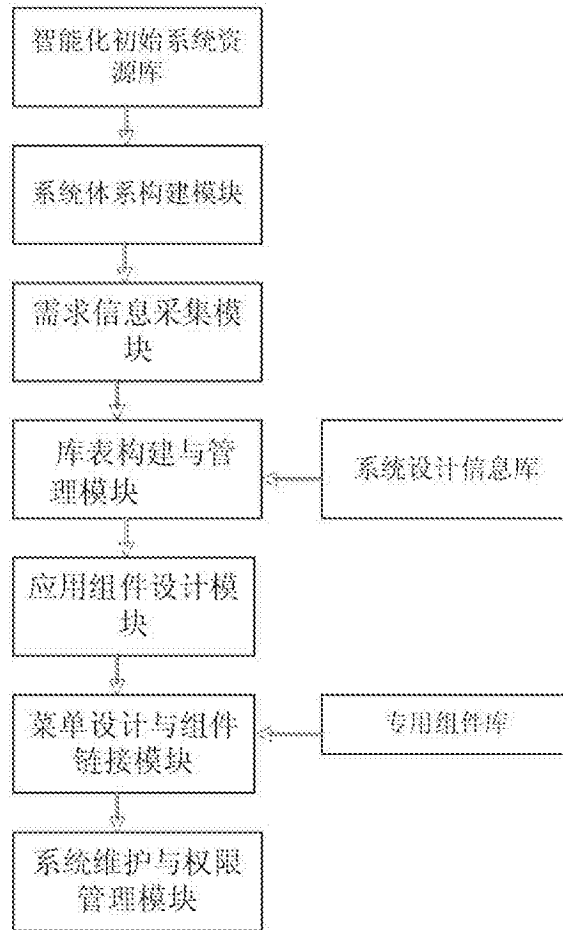 智能化初始系统资
源库
系统体系构建模块
需求信息采集模
块
库表构建与管
理模块
系统设计信息库
应用组件设计模
块
菜单设计与组件
链接模块
专用组件库
系统维护与权限
管理模块